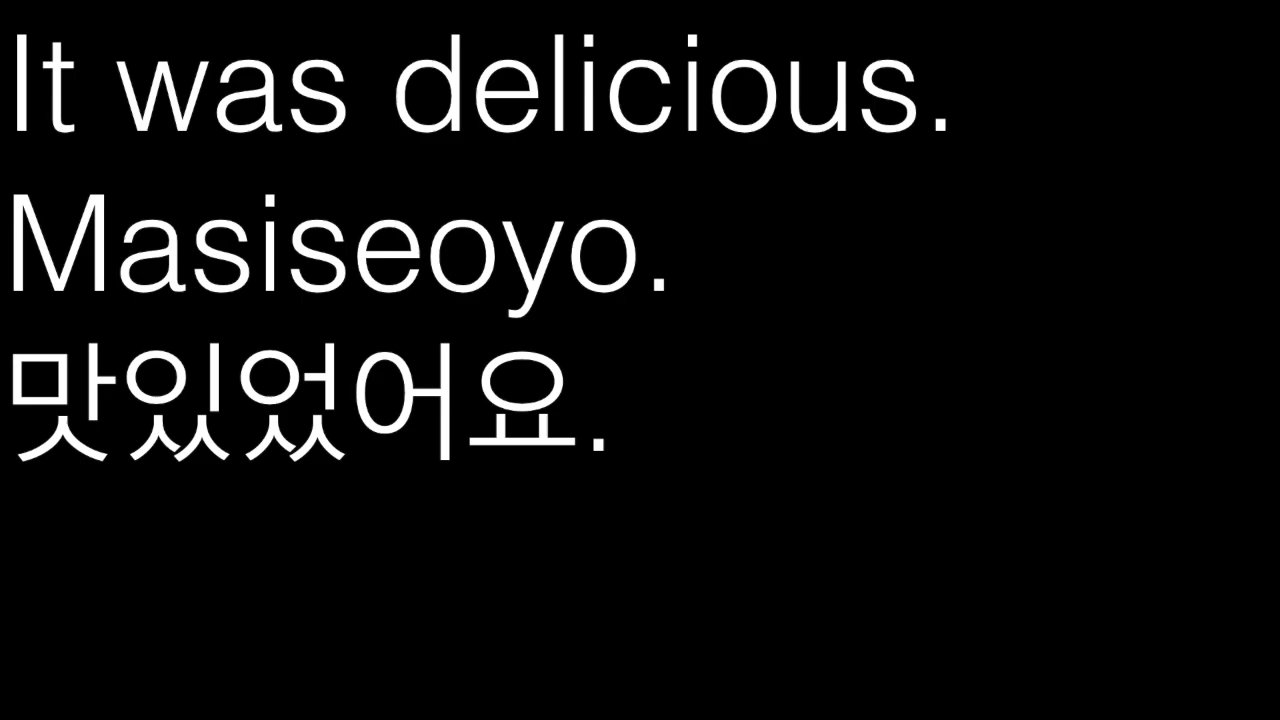 It was delicious.
Masiseoyo.
맛있었어요.